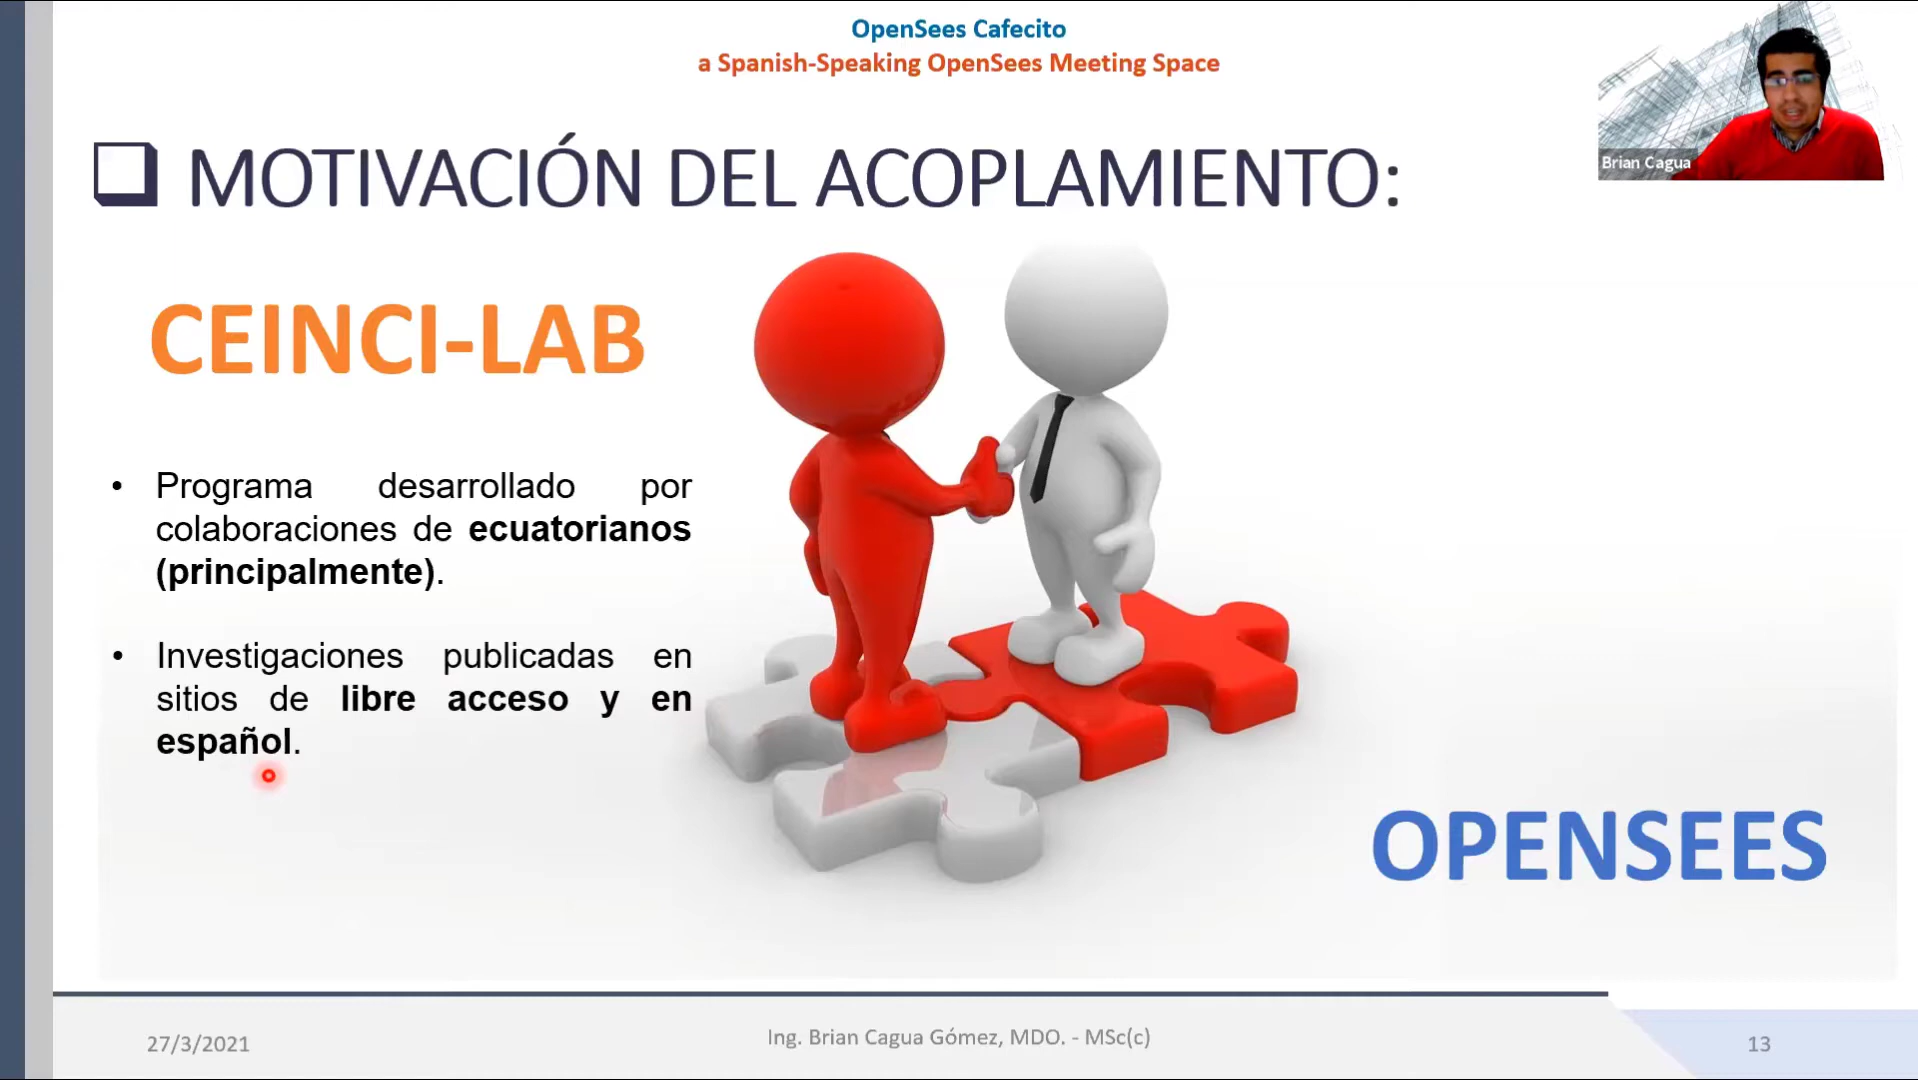 OpenSees Cafecito
a Spanish-Speaking OpenSees Meeting Space
Brian Cagua
MOTIVACIÓN DEL ACOPLAMIENTO:
CEINCI-LAB
• Programa desarrollado por
colaboraciones de ecuatorianos
(principalmente).
• Investigaciones publicadas en
sitios de libre acceso y en
español.
OPENSEES
27/3/2021
Ing. Brian Cagua Gómez, MDO. - MSc(c)
13